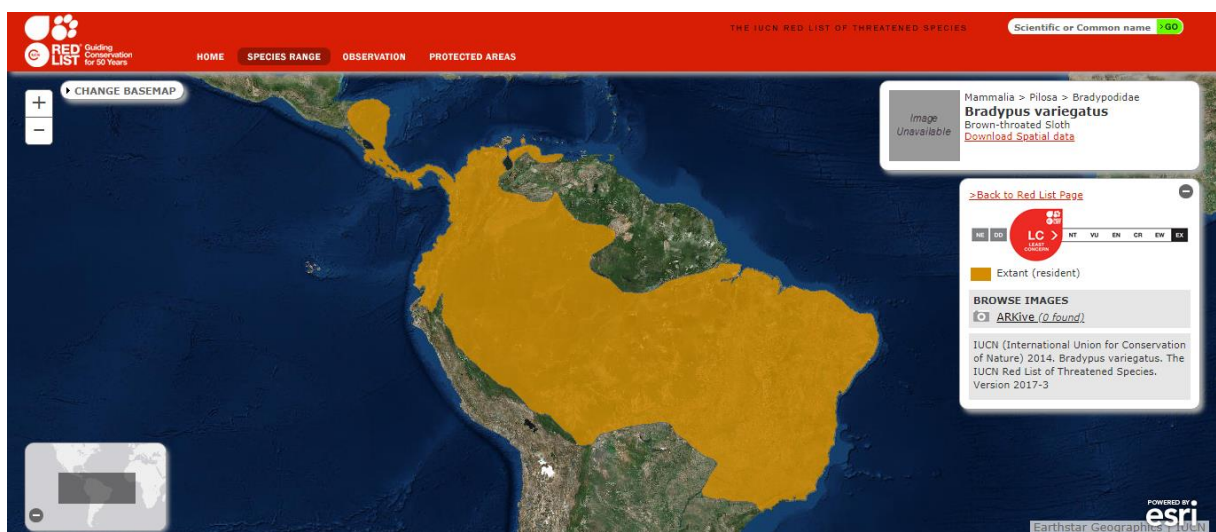 THE IUCN RED LIST OF THREATENED SPECIES
Scientific or Common name >GO
RED LIST
Guiding
Conservation
for 50 Years
HOME SPECIES RANGE OBSERVATION PROTECTED AREAS
+
CHANGE BASEMAP
−
Image
Unavailable
Mammalia > Pilosa > Bradypodidae
Bradypus variegatus
Brown-throated Sloth
Download Spatial data
>Back to Red List Page
NE DD LC > NT VU EN CR EW EX
LEAST
CONCERN
Extant (resident)
BROWSE IMAGES
ARKive (0 found)
IUCN (International Union for Conservation
of Nature) 2014. Bradypus variegatus. The
IUCN Red List of Threatened Species.
Version 2017-3
POWERED BY
esri
Earthstar Geographics | IUCN